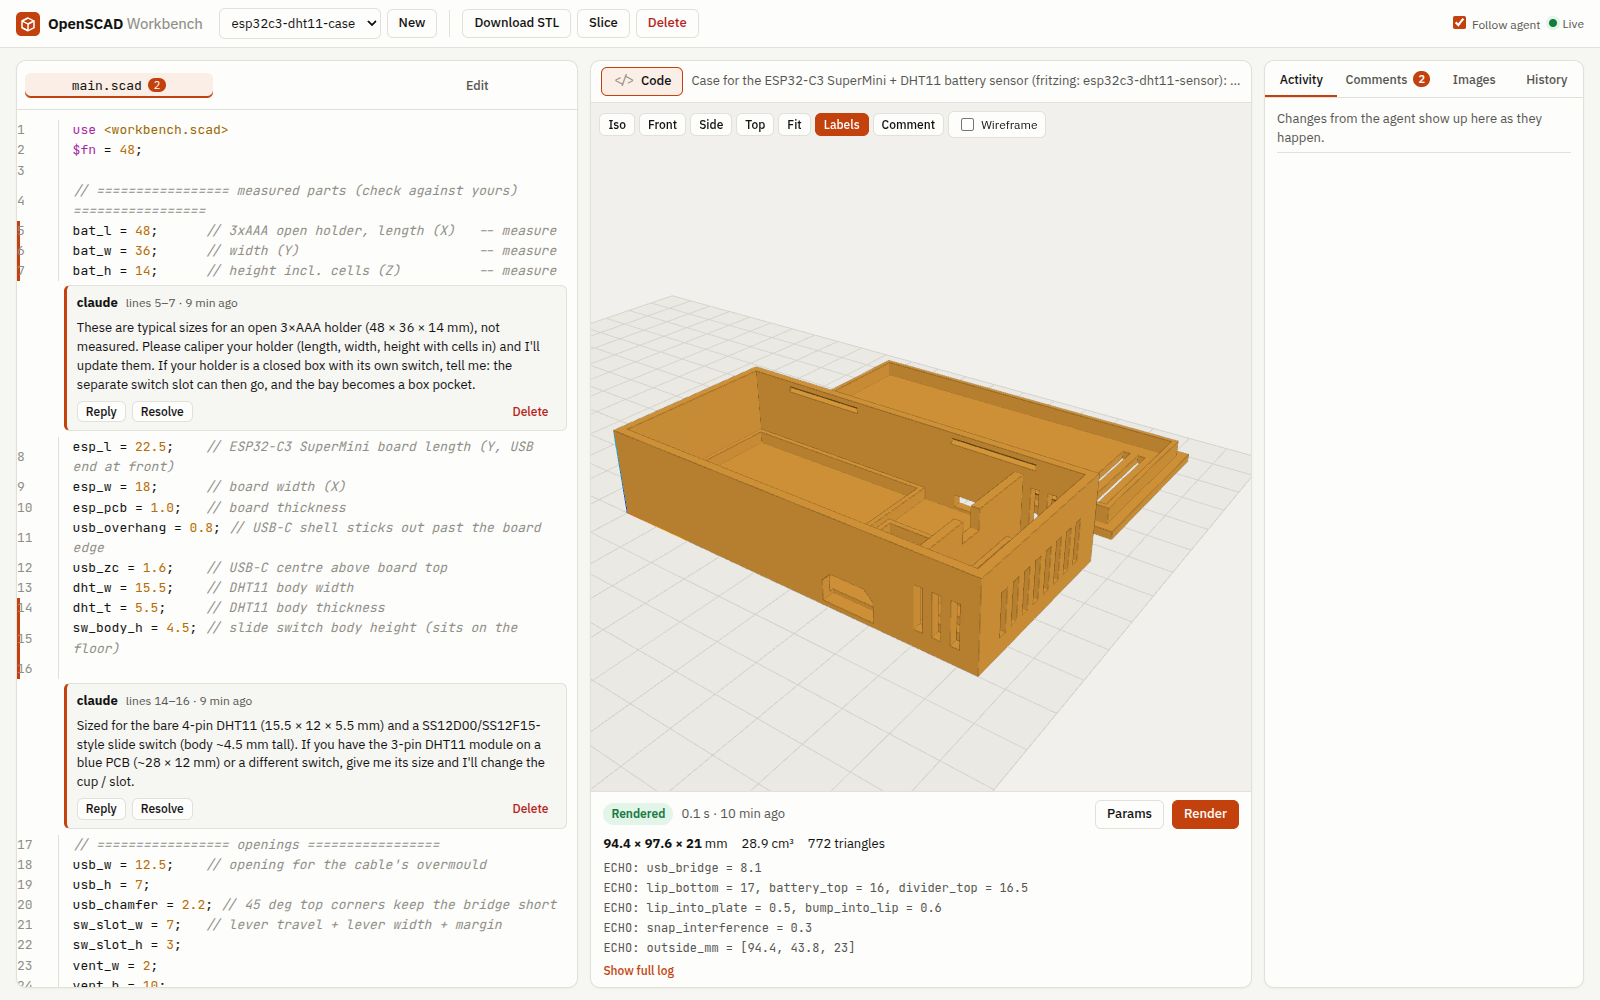 OpenSCAD Workbench
esp32c3-dht11-case
New
Download STL
Slice
Delete
Follow agent
Live
main.scad 2
Edit
1 use <workbench.scad>
2 $fn = 48;
3
4 // ================= measured parts (check against yours)
=================
5 bat_l = 48; // 3xAAA open holder, length (X) -- measure
6 bat_w = 36; // width (Y) -- measure
7 bat_h = 14; // height incl. cells (Z) -- measure
claude lines 5–7 · 9 min ago
These are typical sizes for an open 3×AAA holder (48 × 36 × 14 mm), not
measured. Please caliper your holder (length, width, height with cells in) and I'll
update them. If your holder is a closed box with its own switch, tell me: the
separate switch slot can then go, and the bay becomes a box pocket.
Reply
Resolve
Delete
8 esp_l = 22.5; // ESP32-C3 SuperMini board length (Y, USB
end at front)
9 esp_w = 18; // board width (X)
10 esp_pcb = 1.0; // board thickness
11 usb_overhang = 0.8; // USB-C shell sticks out past the board
edge
12 usb_zc = 1.6; // USB-C centre above board top
13 dht_w = 15.5; // DHT11 body width
14 dht_t = 5.5; // DHT11 body thickness
15 sw_body_h = 4.5; // slide switch body height (sits on the
floor)
16
claude lines 14–16 · 9 min ago
Sized for the bare 4-pin DHT11 (15.5 × 12 × 5.5 mm) and a SS12D00/SS12F15-
style slide switch (body ~4.5 mm tall). If you have the 3-pin DHT11 module on a
blue PCB (~28 × 12 mm) or a different switch, give me its size and I'll change the
cup / slot.
Reply
Resolve
Delete
17 // ================= openings =================
18 usb_w = 12.5; // opening for the cable's overmould
19 usb_h = 7;
20 usb_chamfer = 2.2; // 45 deg top corners keep the bridge short
21 sw_slot_w = 7; // lever travel + lever width + margin
22 sw_slot_h = 3;
23 vent_w = 2;
24 vent_h = 10;
</> Code
Case for the ESP32-C3 SuperMini + DHT11 battery sensor (fritzing: esp32c3-dht11-sensor): ...
Iso
Front
Side
Top
Fit
Labels
Comment
Wireframe
Rendered 0.1 s · 10 min ago
Params
Render
94.4 × 97.6 × 21 mm 28.9 cm³ 772 triangles
ECHO: usb_bridge = 8.1
ECHO: lip_bottom = 17, battery_top = 16, divider_top = 16.5
ECHO: lip_into_plate = 0.5, bump_into_lip = 0.6
ECHO: snap_interference = 0.3
ECHO: outside_mm = [94.4, 43.8, 23]
Show full log
Activity
Comments 2
Images
History
Changes from the agent show up here as they
happen.